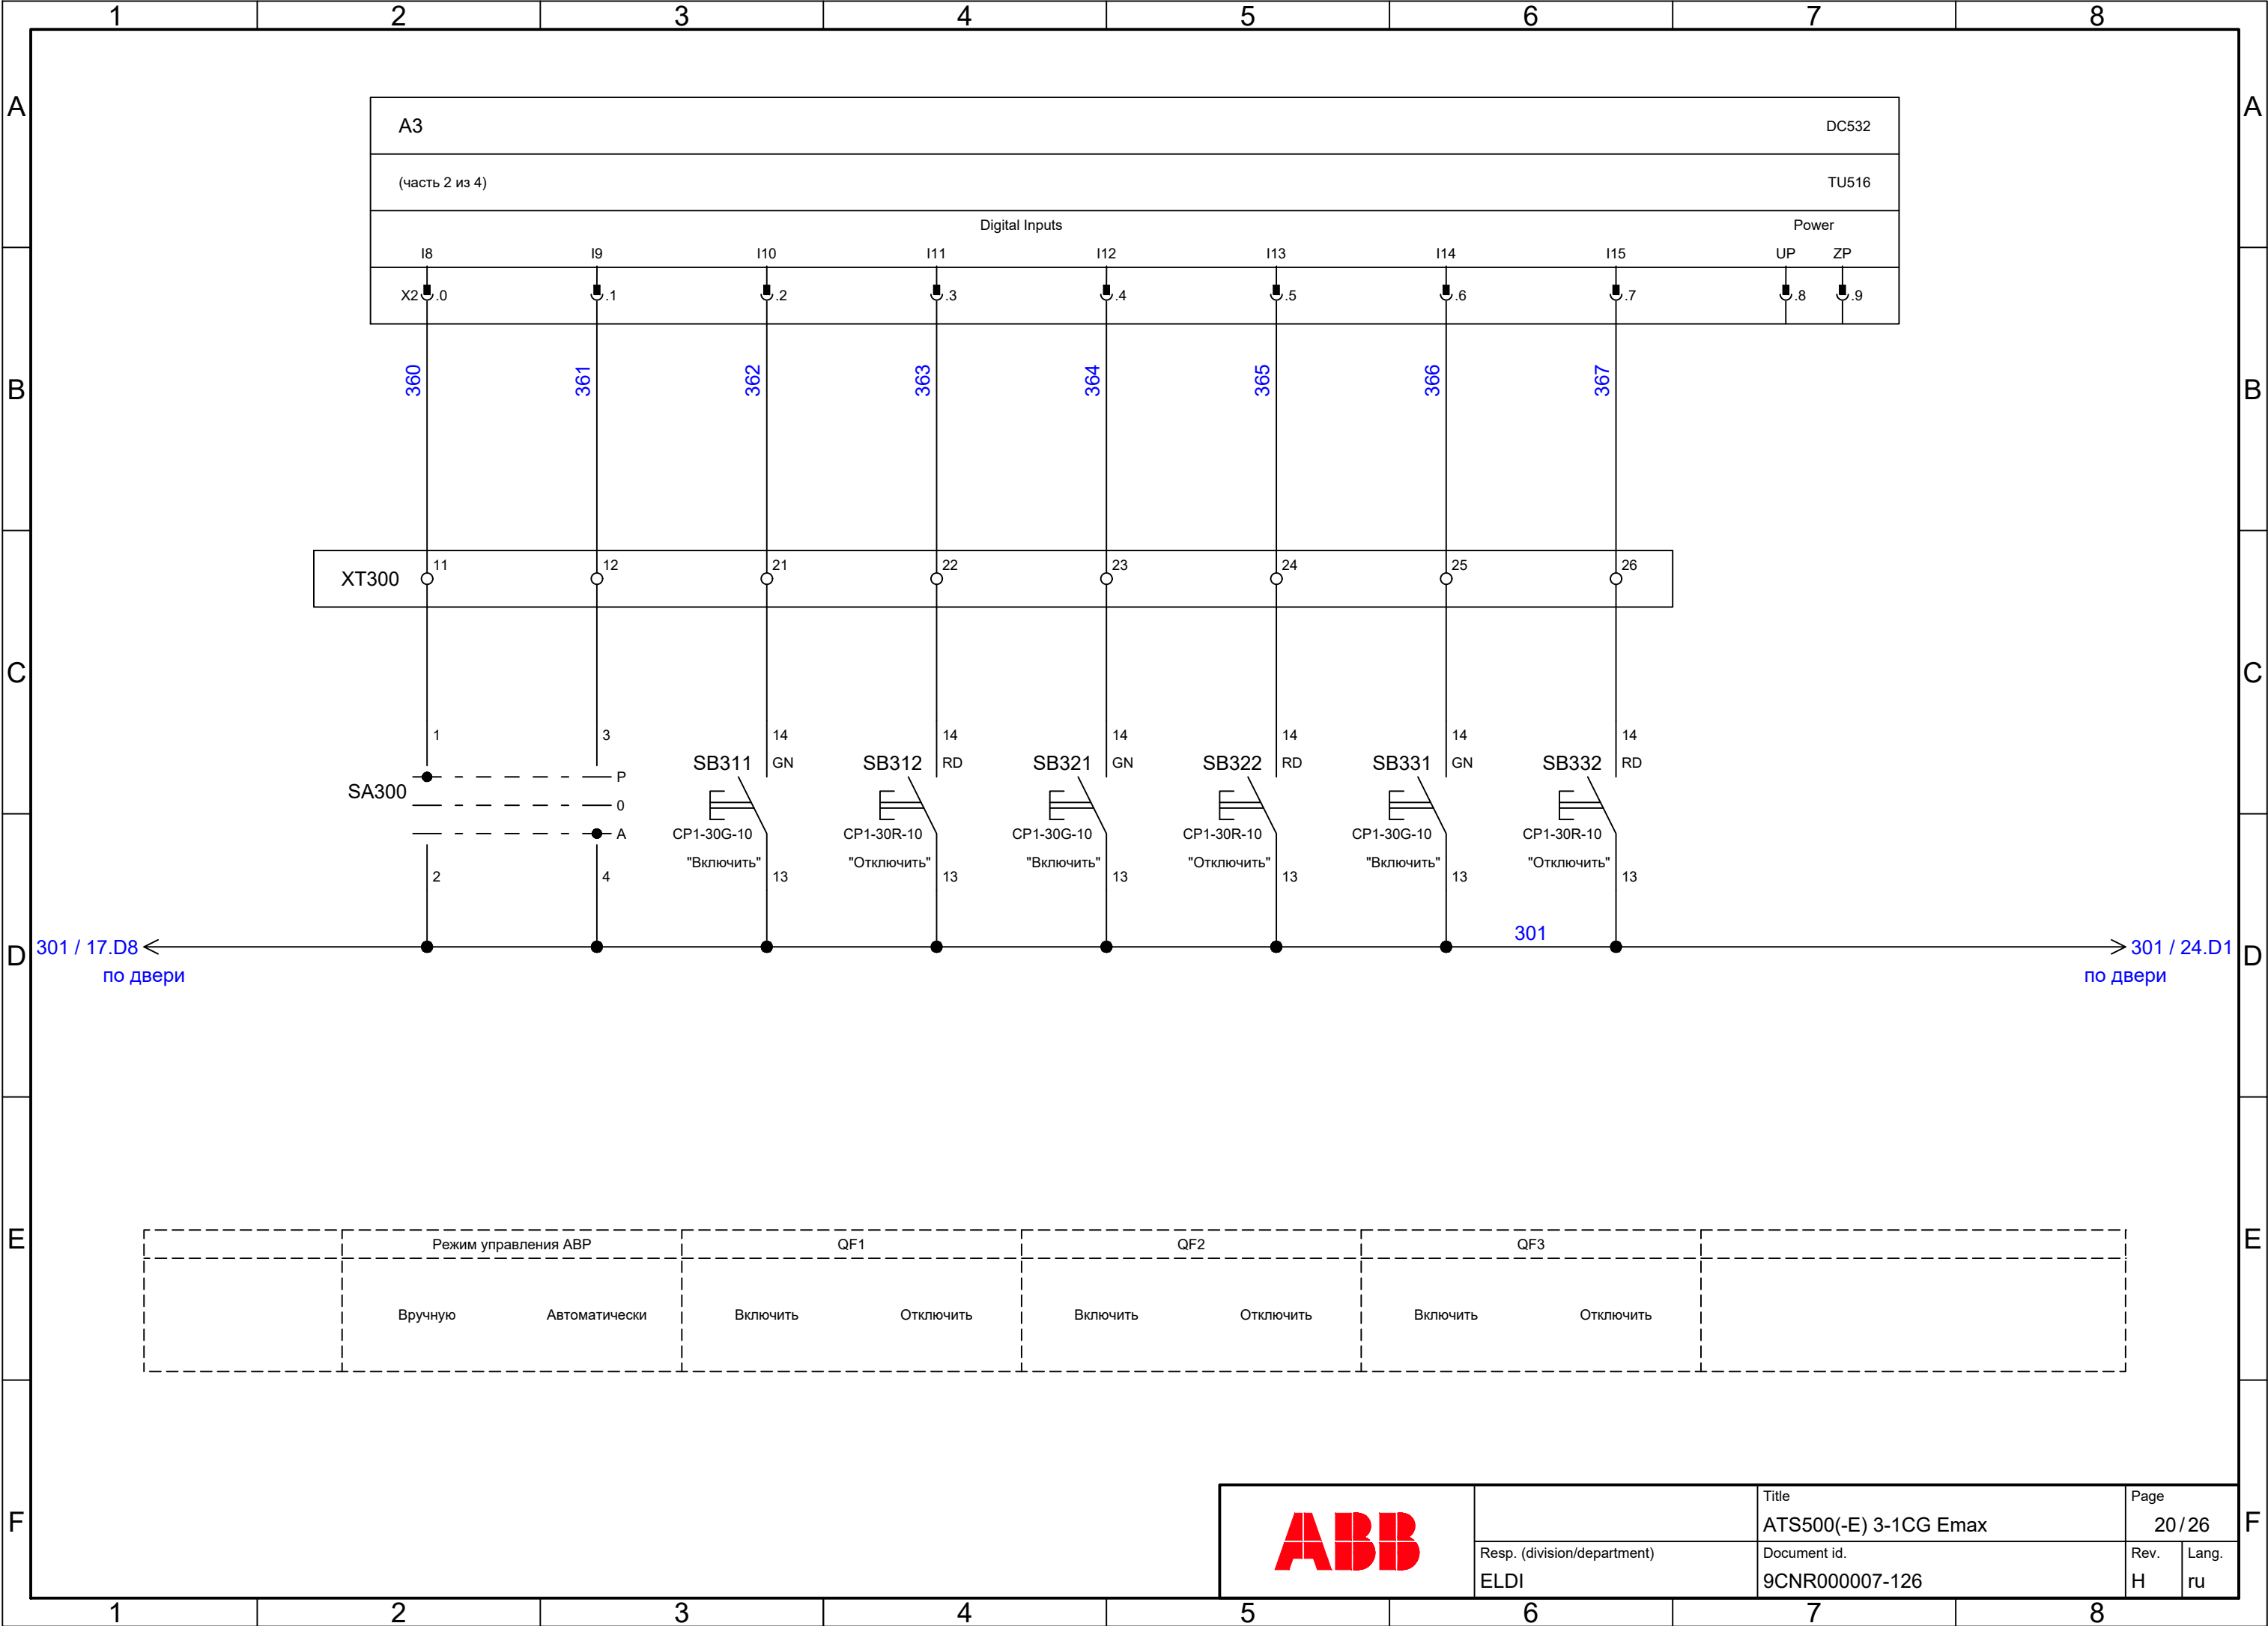 1 2 3 4 5 6 7 8
A A
A3 DC532
(часть 2 из 4) TU516
Digital Inputs Power
I8 I9 I10 I11 I12 I13 I14 I15 UP ZP
X2 .0 .1 .2 .3 .4 .5 .6 .7 .8 .9
B B
360 361 362 363 364 365 366 367
XT300 11 12 21 22 23 24 25 26
C C
1 3 14 14 14 14 14 14
SB311 GN SB312 RD SB321 GN SB322 RD SB331 GN SB332 RD
P
SA300
0
A
CP1-30G-10 CP1-30R-10 CP1-30G-10 CP1-30R-10 CP1-30G-10 CP1-30R-10
"Включить" "Отключить" "Включить" "Отключить" "Включить" "Отключить"
2 4 13 13 13 13 13 13
301
D 301 / 17.D8 301 / 24.D1 D
по двери по двери
E E
Режим управления АВР QF1 QF2 QF3
Вручную Автоматически Включить Отключить Включить Отключить Включить Отключить
F F
ABB
Title
ATS500(-E) 3-1CG Emax
Page
20/26
Resp. (division/department)
ELDI
Document id.
9CNR000007-126
Rev.
H
Lang.
ru
1 2 3 4 5 6 7 8